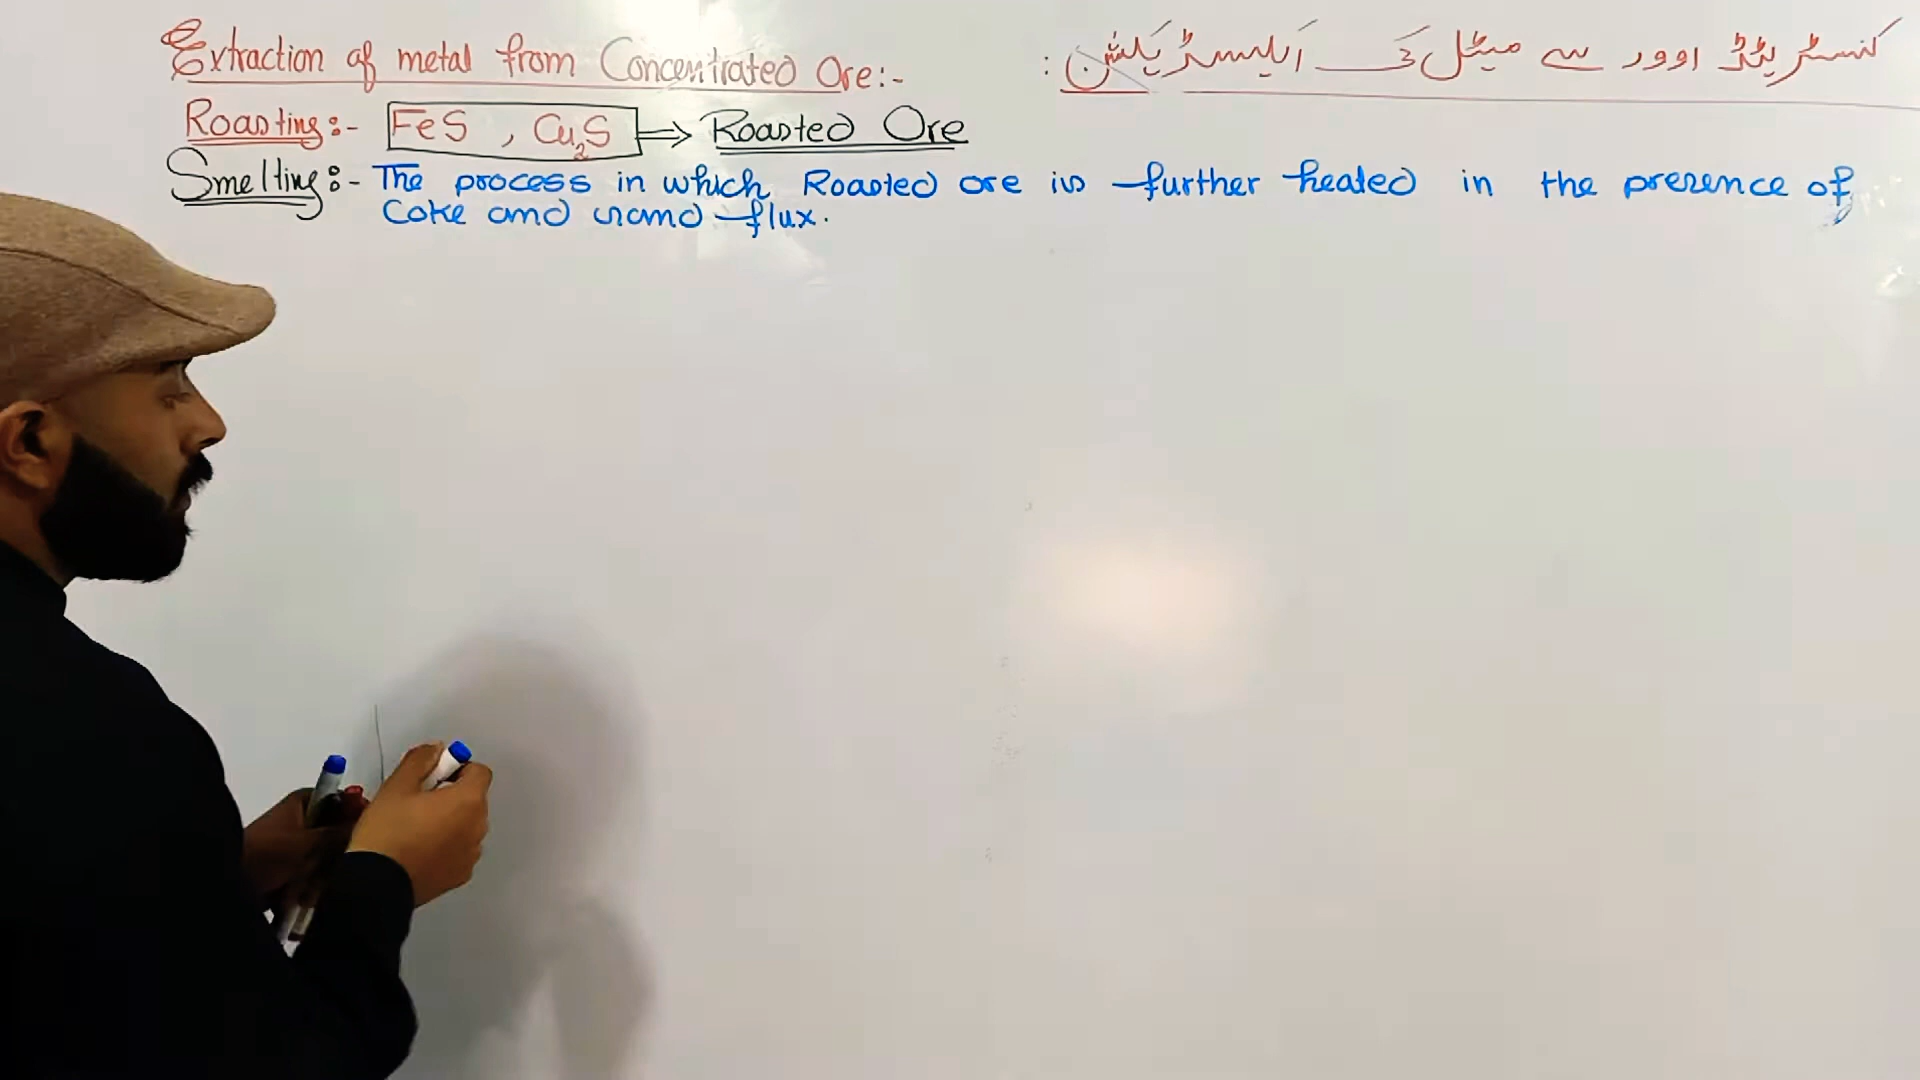 Extraction of metal from Concentrated Ore:-
کنسنٹریٹڈ اوور سے میٹل کی ایکسٹریکشن :
Roasting:- FeS , Cu₂S ⇒ Roasted Ore
Smelting:- The process in which Roasted ore is further heated in the presence of
Coke and sand flux.